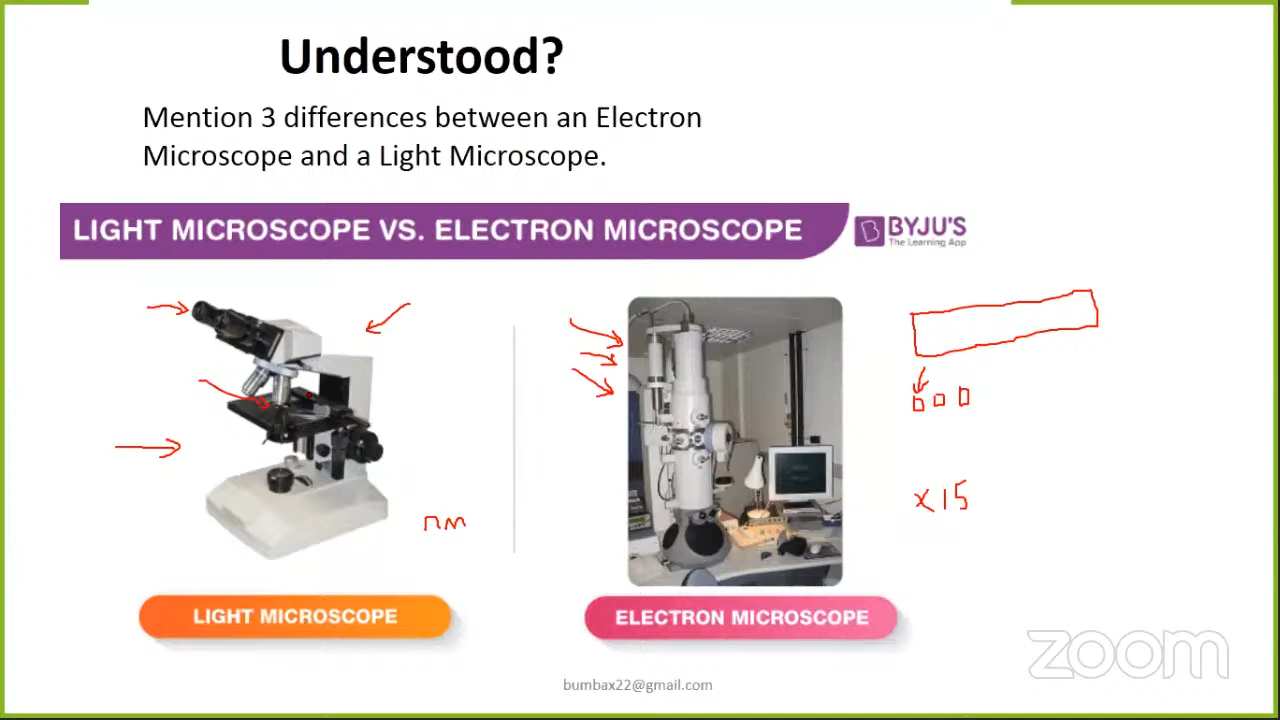 Understood?
Mention 3 differences between an Electron
Microscope and a Light Microscope.
LIGHT MICROSCOPE VS. ELECTRON MICROSCOPE
BYJU'S
The Learning App
x15
nm
LIGHT MICROSCOPE
ELECTRON MICROSCOPE
zoom
bumbax22@gmail.com